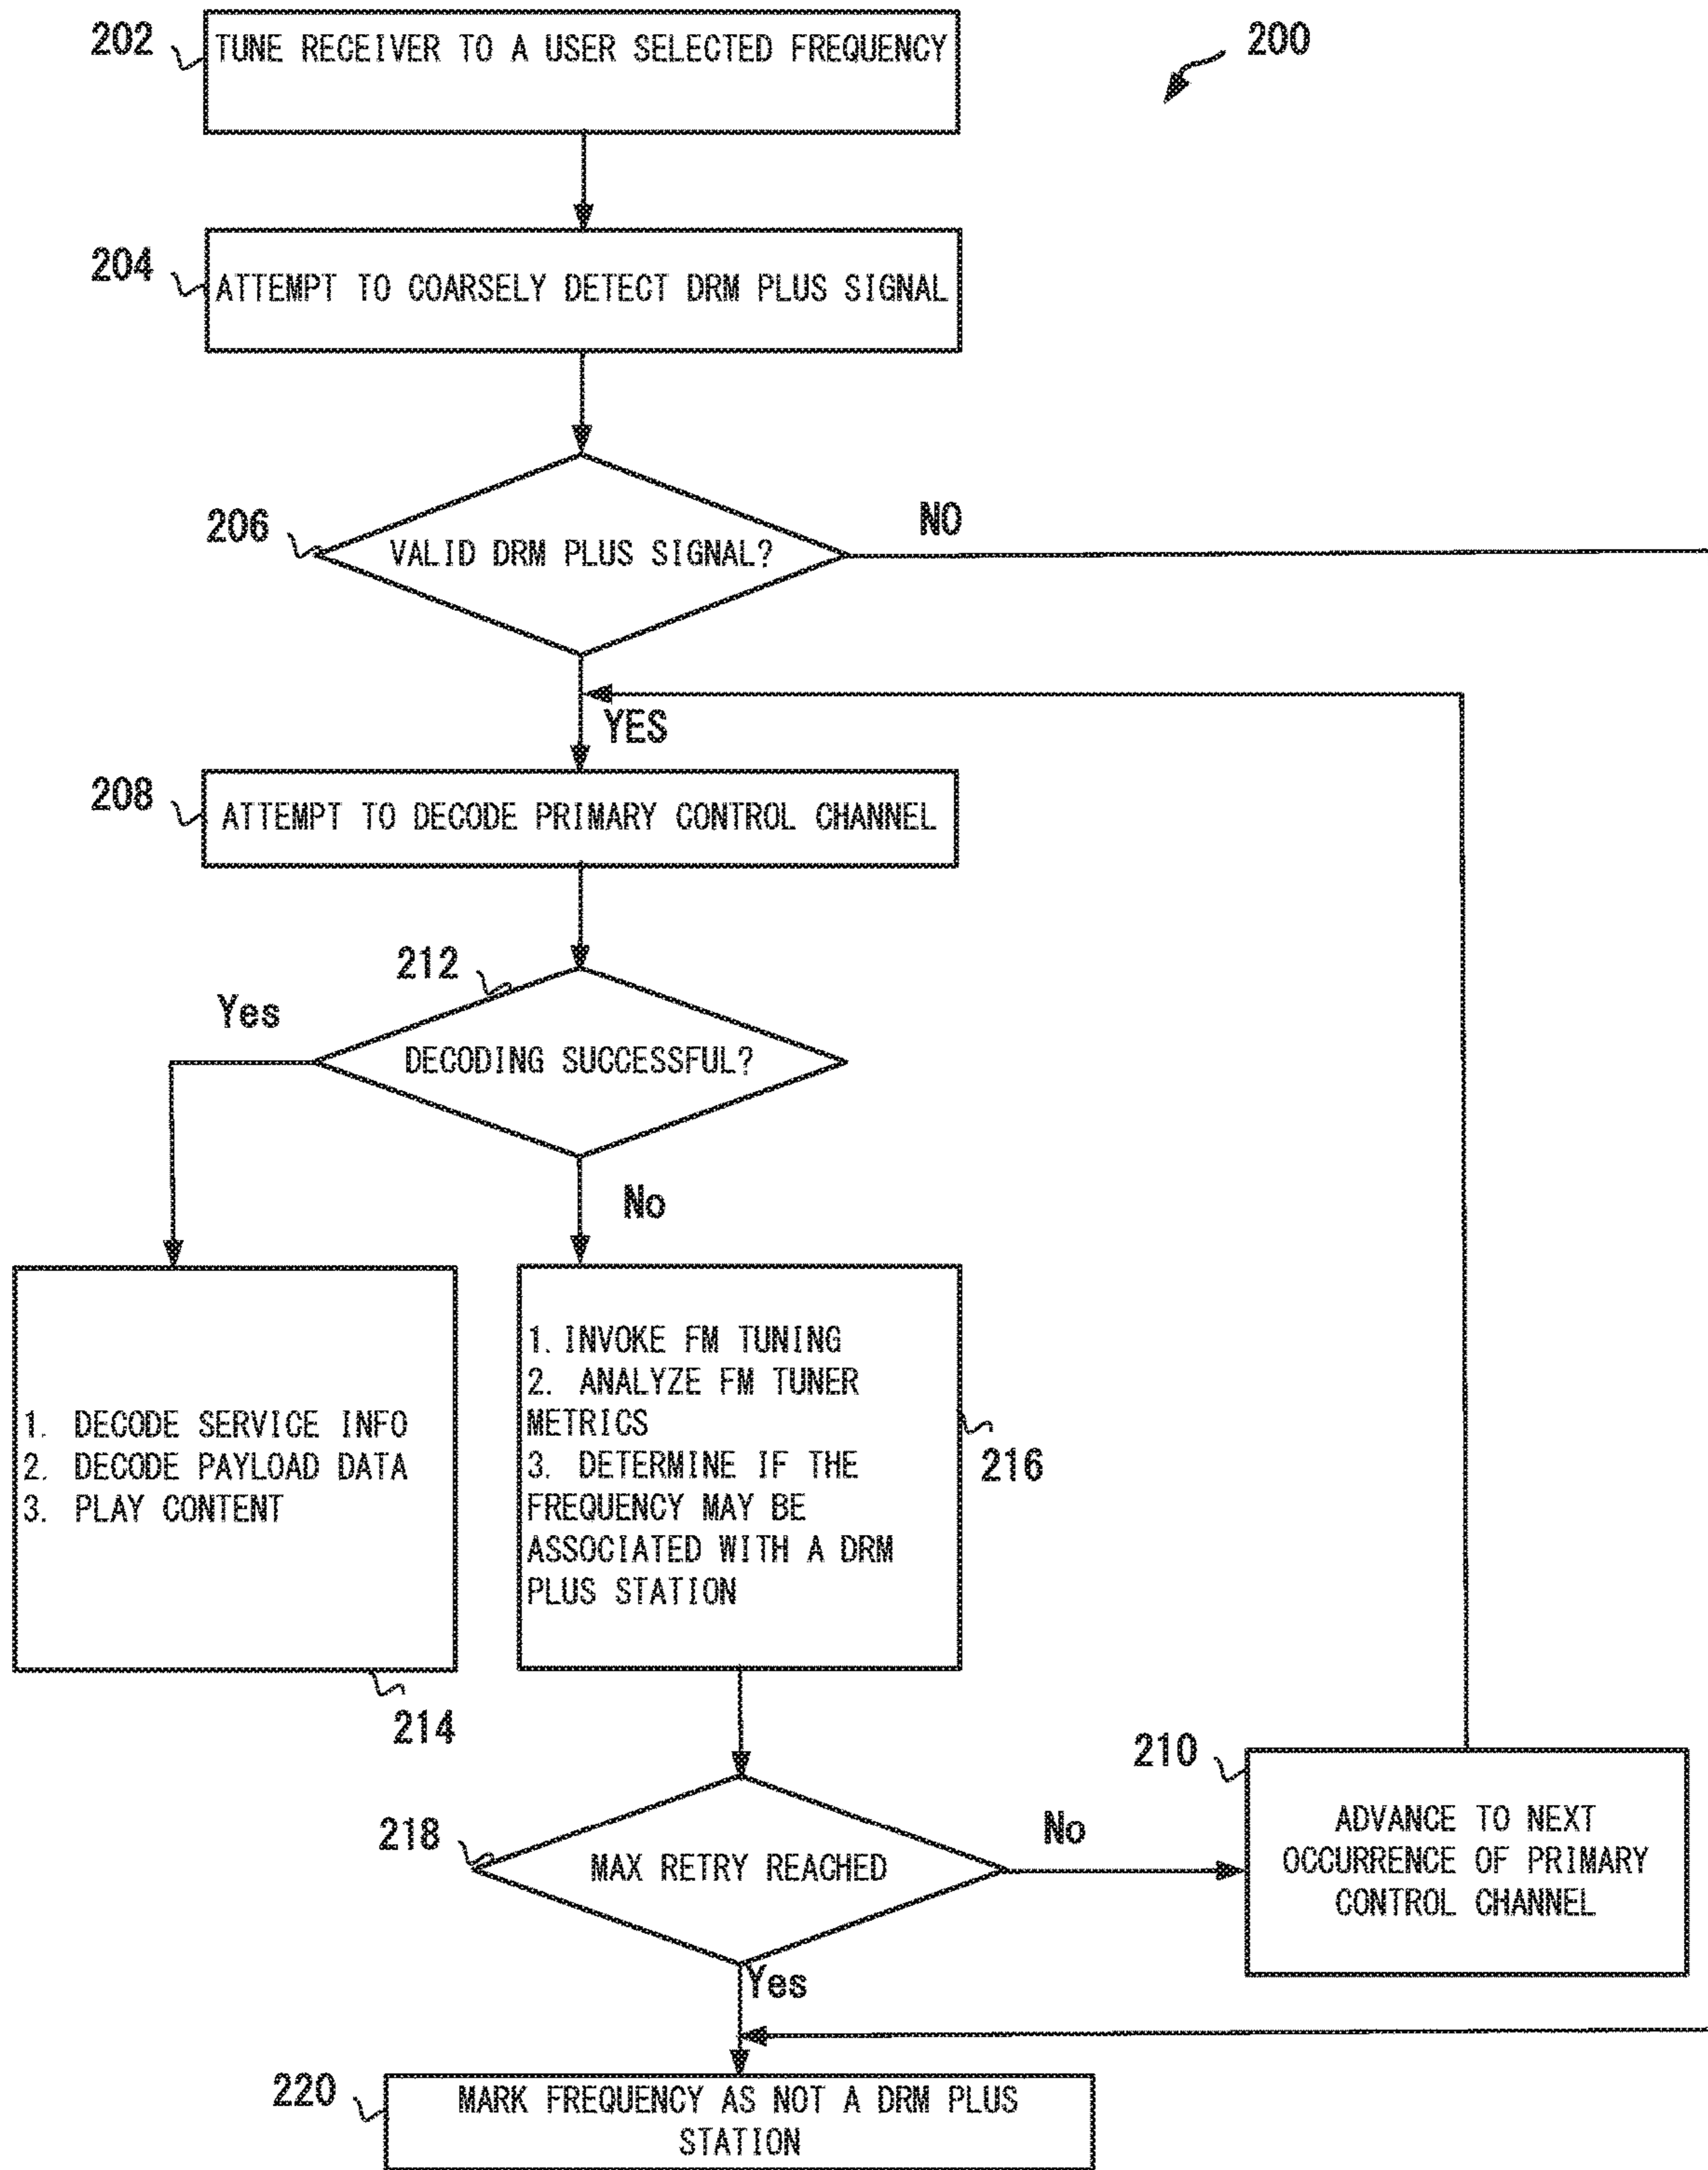 202
TUNE RECEIVER TO A USER SELECTED FREQUENCY
200
204
ATTEMPT TO COARSELY DETECT DRM PLUS SIGNAL
206
VALID DRM PLUS SIGNAL?
NO
YES
208
ATTEMPT TO DECODE PRIMARY CONTROL CHANNEL
212
Yes
DECODING SUCCESSFUL?
No
1. DECODE SERVICE INFO
2. DECODE PAYLOAD DATA
3. PLAY CONTENT
214
1. INVOKE FM TUNING
2. ANALYZE FM TUNER
METRICS
3. DETERMINE IF THE
FREQUENCY MAY BE
ASSOCIATED WITH A DRM
PLUS STATION
216
218
MAX RETRY REACHED
No
210
ADVANCE TO NEXT
OCCURRENCE OF PRIMARY
CONTROL CHANNEL
Yes
220
MARK FREQUENCY AS NOT A DRM PLUS
STATION